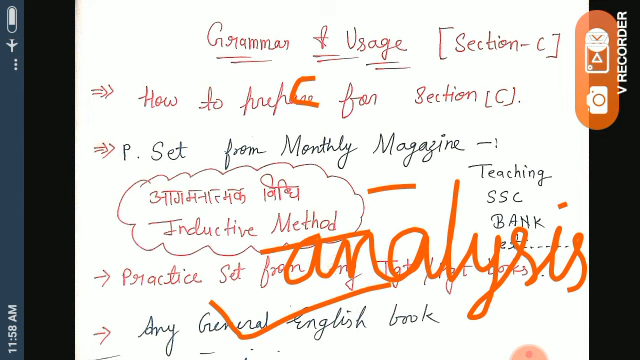 Grammar & Usage [Section-C]
⇒ How to prepare for Section [C].
C
⇒ P. Set from Monthly Magazine -:
Teaching
SSC
BANK
आगमनात्मक विधि
Inductive Method
analysis
→ Practice Set from books.
→ Any General English book
11:58 AM
V RECORDER